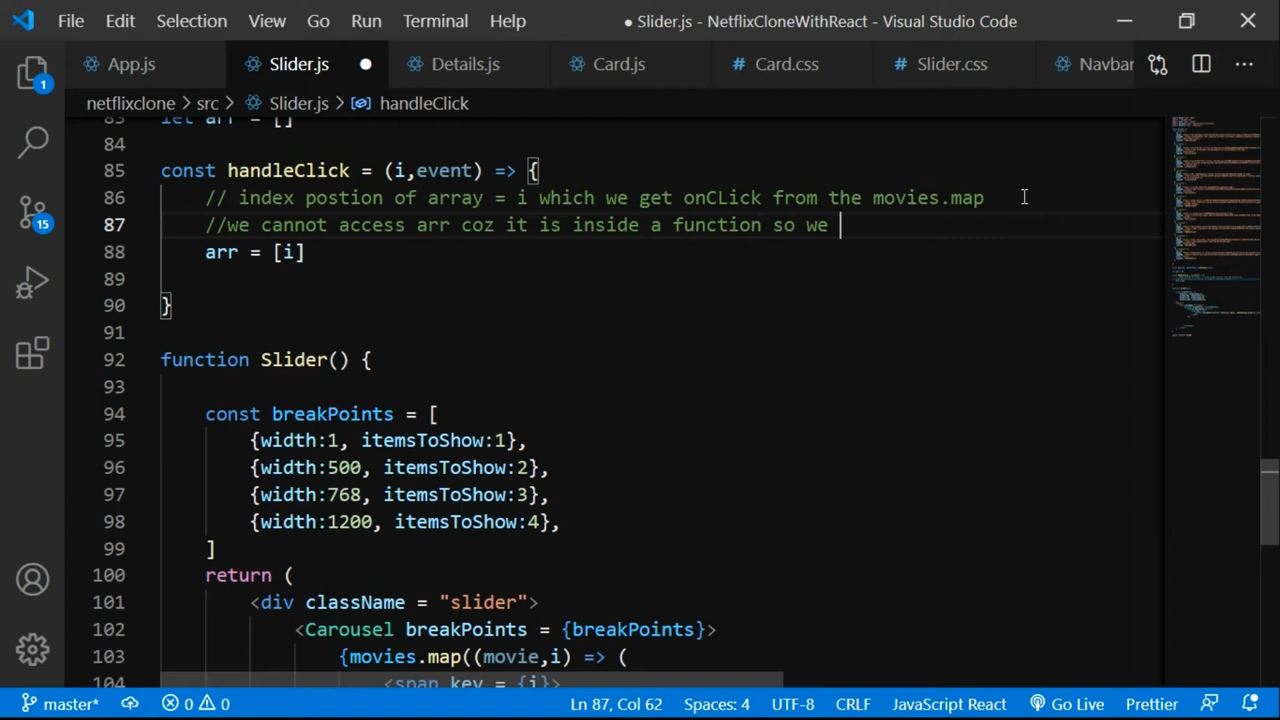 File Edit Selection View Go Run Terminal Help ● Slider.js - NetflixCloneWithReact - Visual Studio Code
App.js Slider.js Details.js Card.js Card.css Slider.css Navbar
netflixclone > src > Slider.js > handleClick
83 let arr = []
84
85 const handleClick = (i,event) => {
86 // index postion of array = i which we get onCLick from the movies.map
87 //we cannot access arr coz it is inside a function so we
88 arr = [i]
89
90 }
91
92 function Slider() {
93
94 const breakPoints = [
95 {width:1, itemsToShow:1},
96 {width:500, itemsToShow:2},
97 {width:768, itemsToShow:3},
98 {width:1200, itemsToShow:4},
99 ]
100 return (
101 <div className = "slider">
102 <Carousel breakPoints = {breakPoints}>
103 {movies.map((movie,i) => (
104 <span key = {i}>
1
15
master* 0 0 Ln 87, Col 62 Spaces: 4 UTF-8 CRLF JavaScript React Go Live Prettier